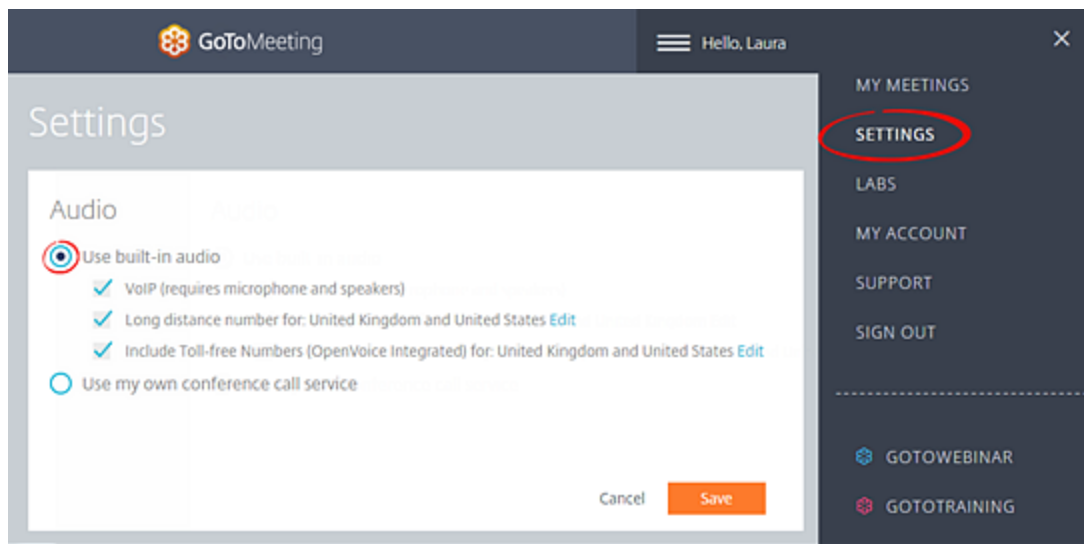 GoToMeeting
Hello, Laura
Settings
Audio
Use built-in audio
VoIP (requires microphone and speakers)
Long distance number for: United Kingdom and United States Edit
Include Toll-free Numbers (OpenVoice Integrated) for: United Kingdom and United States Edit
Use my own conference call service
Cancel
Save
MY MEETINGS
SETTINGS
LABS
MY ACCOUNT
SUPPORT
SIGN OUT
GOTOWEBINAR
GOTOTRAINING